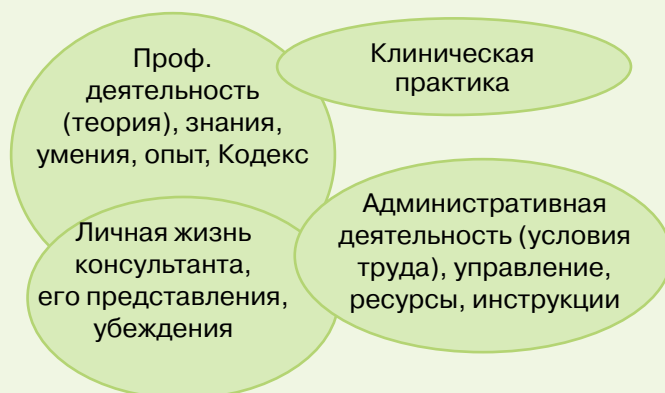 Проф.
деятельность
(теория), знания,
умения, опыт, Кодекс
Клиническая
практика
Личная жизнь
консультанта,
его представления,
убеждения
Административная
деятельность (условия
труда), управление,
ресурсы, инструкции